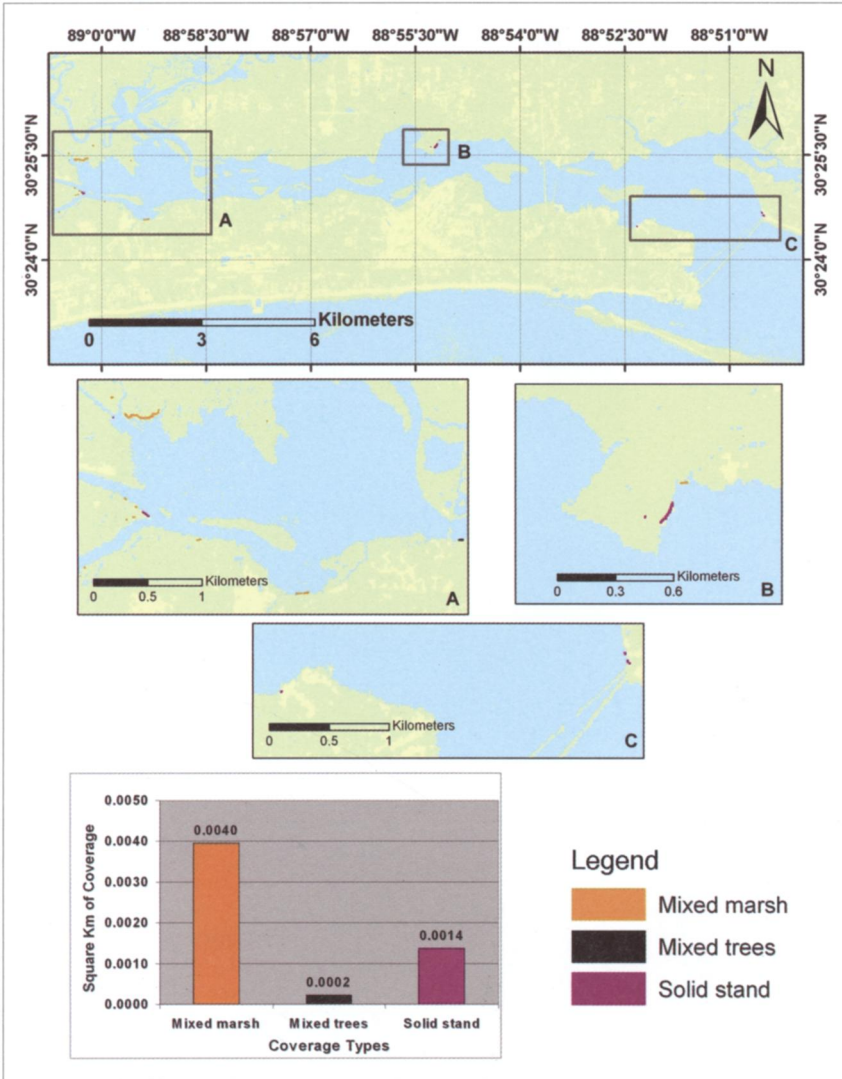 89°0'0"W 88°58'30"W 88°57'0"W 88°55'30"W 88°54'0"W 88°52'30"W 88°51'0"W
N
30°25'30"N
30°24'0"N
30°25'30"N
30°24'0"N
A
B
C
Kilometers
0 3 6
Kilometers
0 0.5 1
A
Kilometers
0 0.3 0.6
B
Kilometers
0 0.5 1
C
Square Km of Coverage
0.0050
0.0040
0.0030
0.0020
0.0010
0.0000
0.0040
0.0002
0.0014
Mixed marsh Mixed trees Solid stand
Coverage Types
Legend
Mixed marsh
Mixed trees
Solid stand